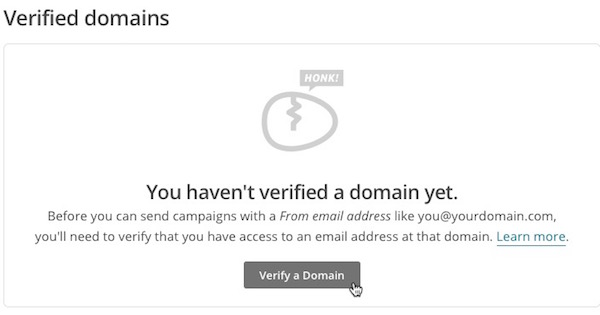 Verified domains
HONK!
You haven't verified a domain yet.
Before you can send campaigns with a From email address like you@yourdomain.com,
you'll need to verify that you have access to an email address at that domain. Learn more.
Verify a Domain